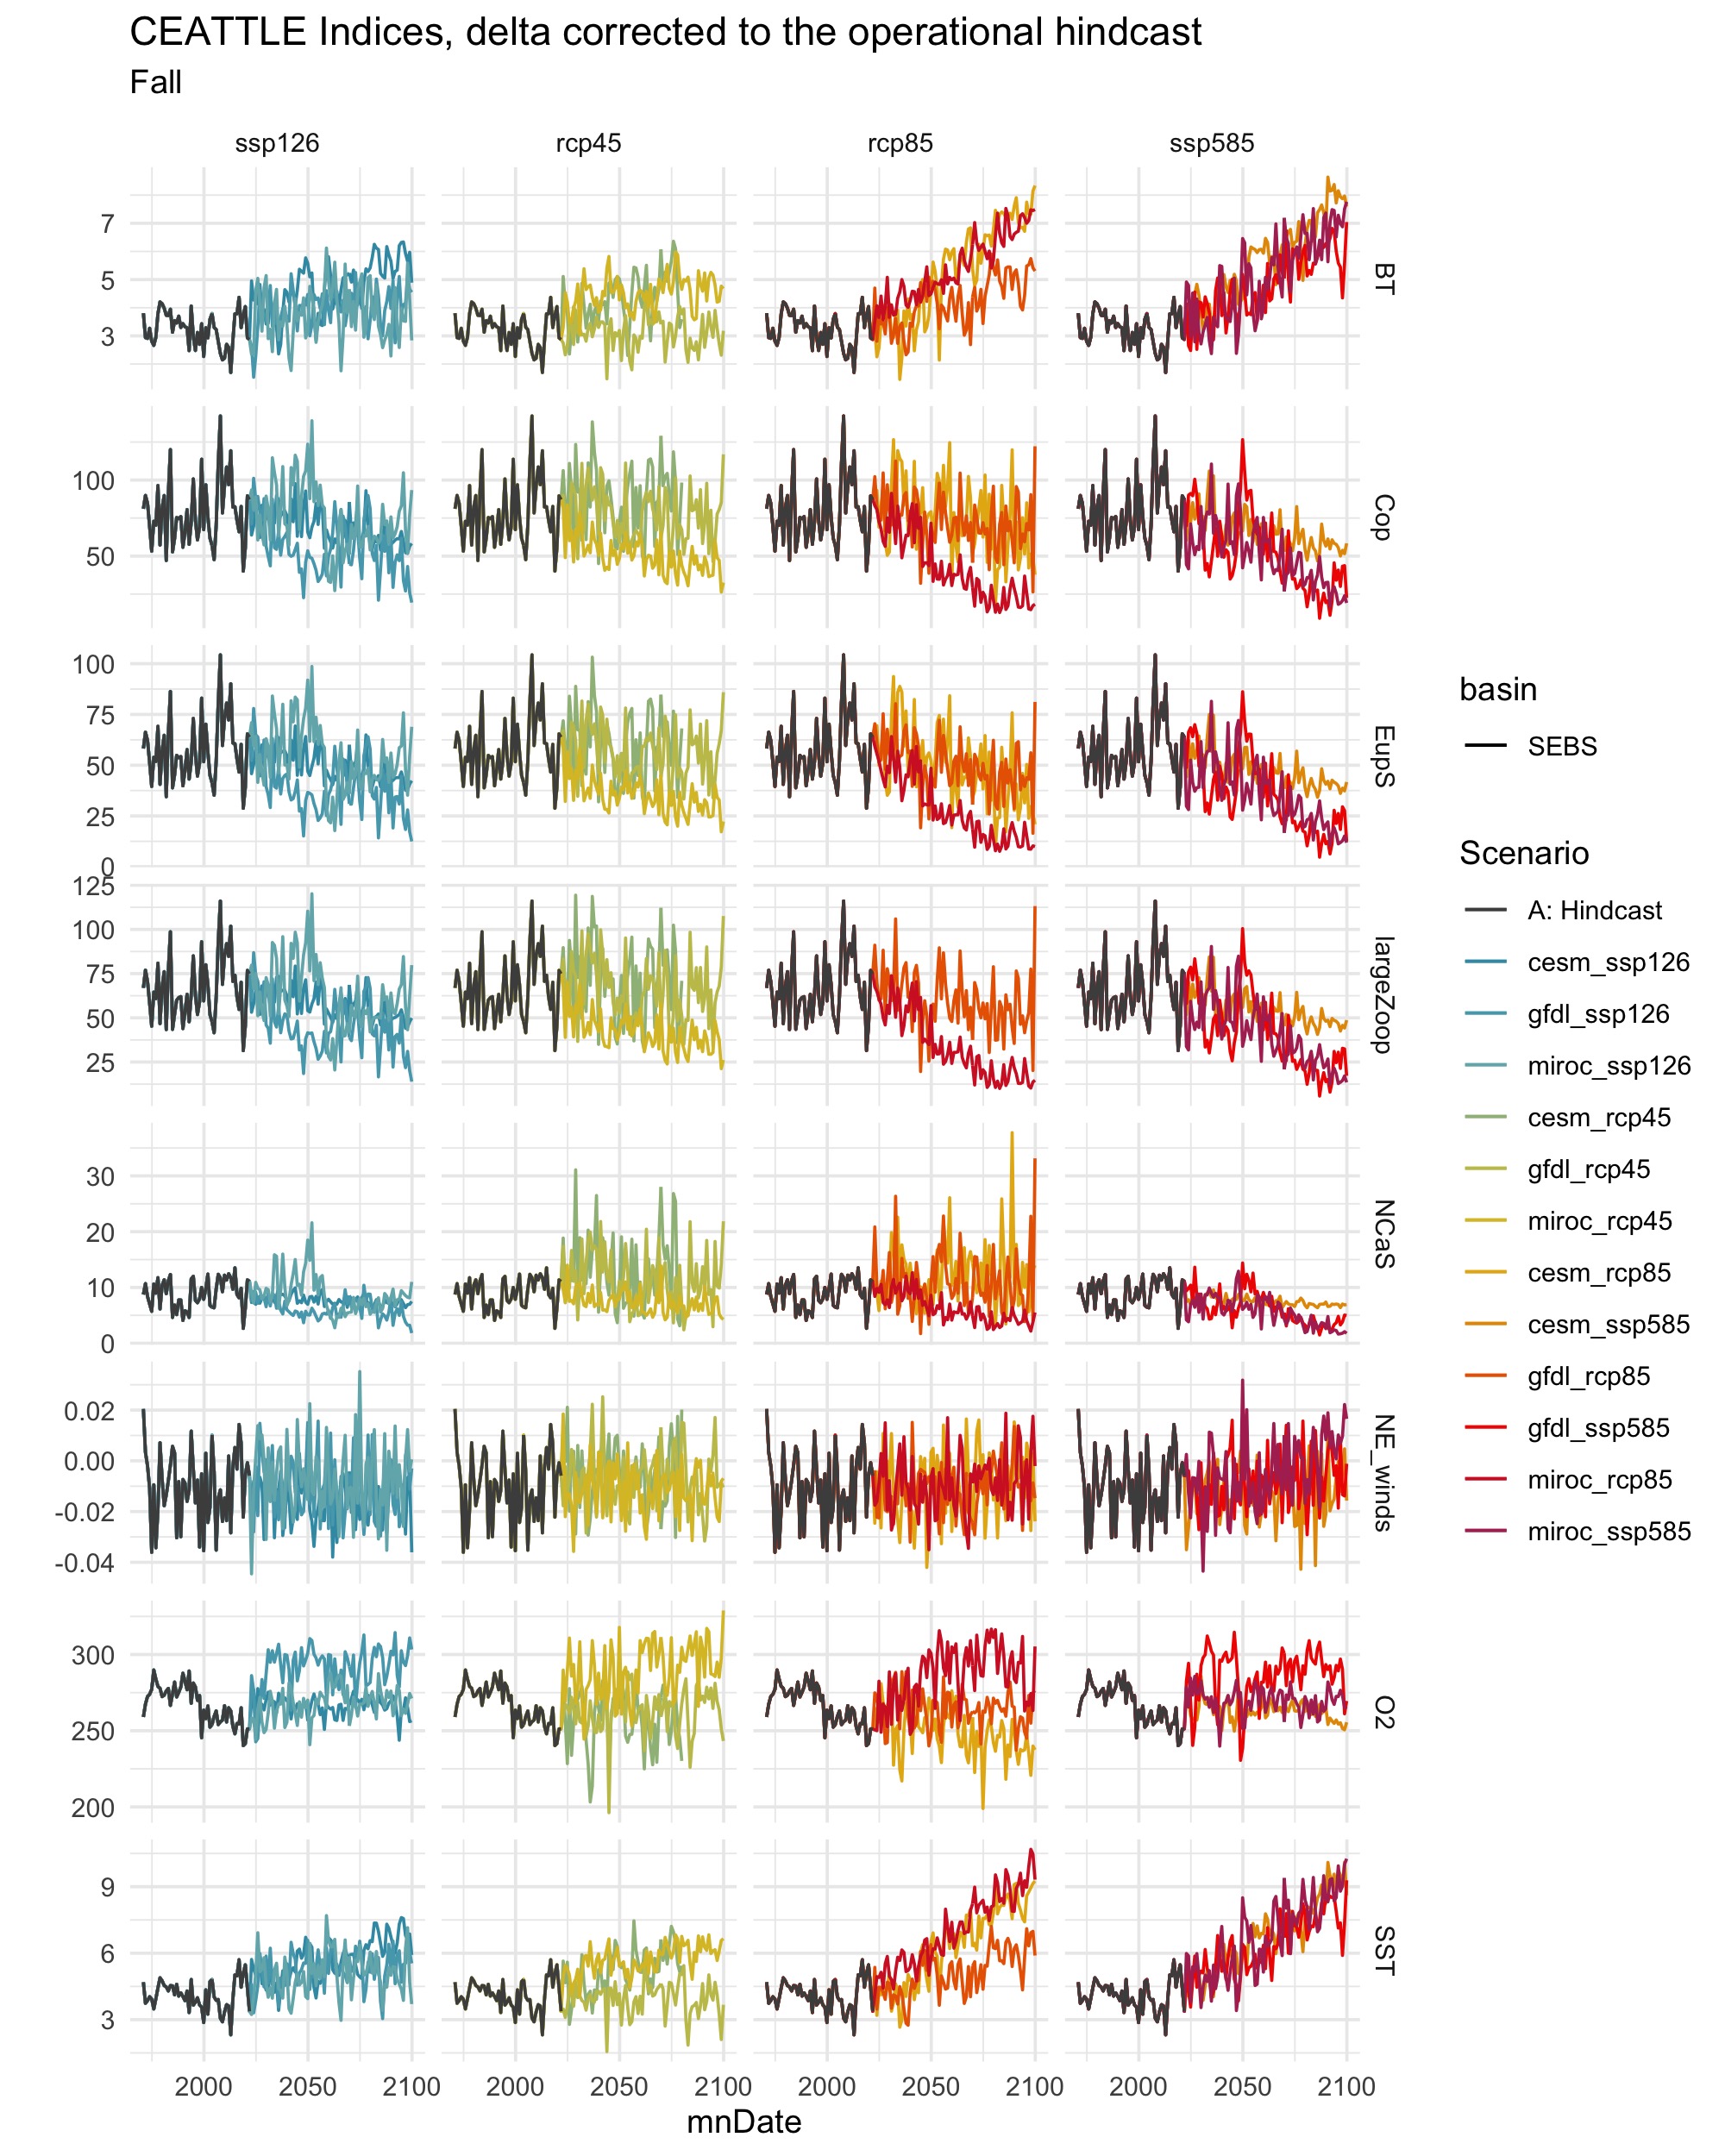 CEATTLE Indices, delta corrected to the operational hindcast
Fall
ssp126 rcp45 rcp85 ssp585
7
5
3
BT
100
50
Cop
100
75
50
25
0
EupS
125
100
75
50
25
largeZoop
30
20
10
0
NCaS
0.02
0.00
-0.02
-0.04
NE_winds
300
250
200
O2
9
6
3
SST
2000 2050 2100 2000 2050 2100 2000 2050 2100 2000 2050 2100
mnDate
basin
SEBS
Scenario
A: Hindcast
cesm_ssp126
gfdl_ssp126
miroc_ssp126
cesm_rcp45
gfdl_rcp45
miroc_rcp45
cesm_rcp85
cesm_ssp585
gfdl_rcp85
gfdl_ssp585
miroc_rcp85
miroc_ssp585